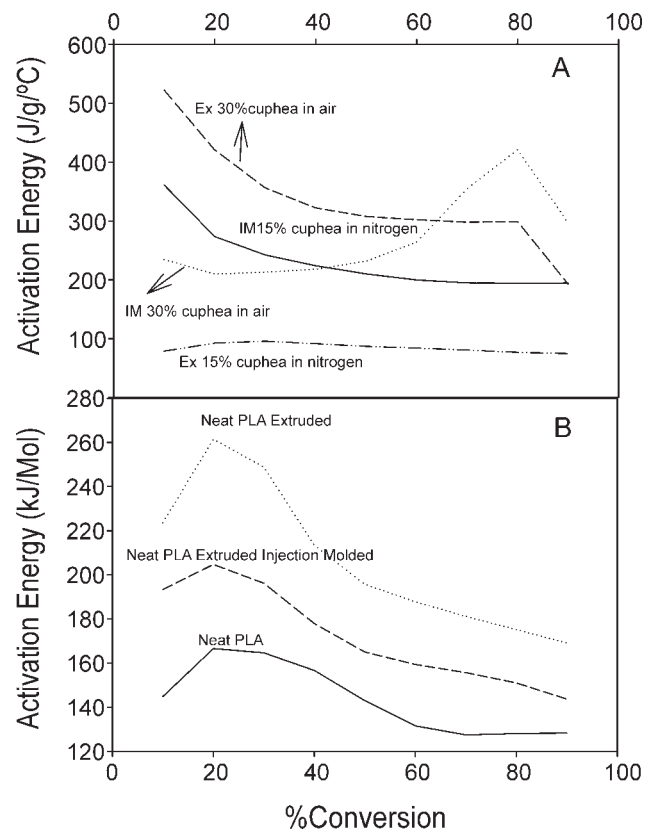 0 20 40 60 80 100
600
A
500
400
300
200
100
Activation Energy (J/g/ºC)
Ex 30%cuphea in air
IM15% cuphea in nitrogen
IM 30% cuphea in air
Ex 15% cuphea in nitrogen
280
B
260
240
220
200
180
160
140
120
Activation Energy (kJ/Mol)
Neat PLA Extruded
Neat PLA Extruded Injection Molded
Neat PLA
0 20 40 60 80 100
%Conversion